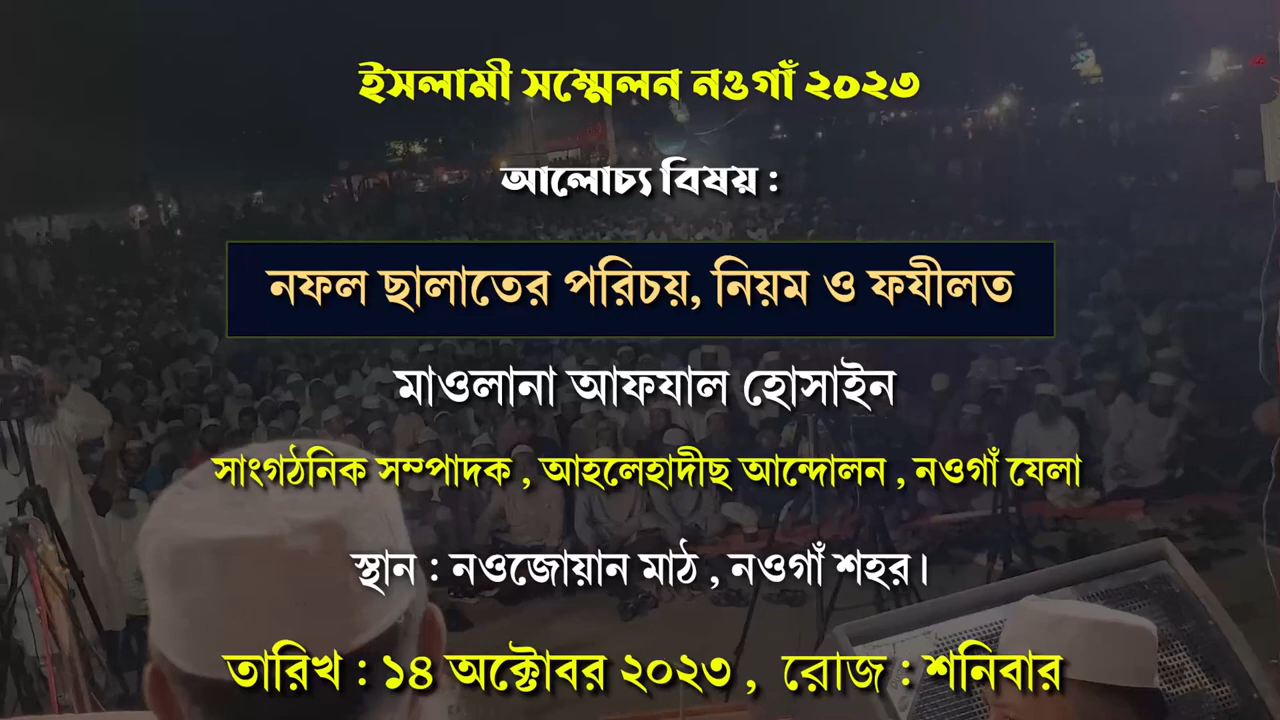 ইসলামী সম্মেলন নওগাঁ ২০২৩
আলোচ্য বিষয় :
নফল ছালাতের পরিচয়, নিয়ম ও ফযীলত
মাওলানা আফযাল হোসাইন
সাংগঠনিক সম্পাদক , আহলেহাদীছ আন্দোলন , নওগাঁ যেলা
স্থান : নওজোয়ান মাঠ , নওগাঁ শহর।
তারিখ : ১৪ অক্টোবর ২০২৩ , রোজ : শনিবার